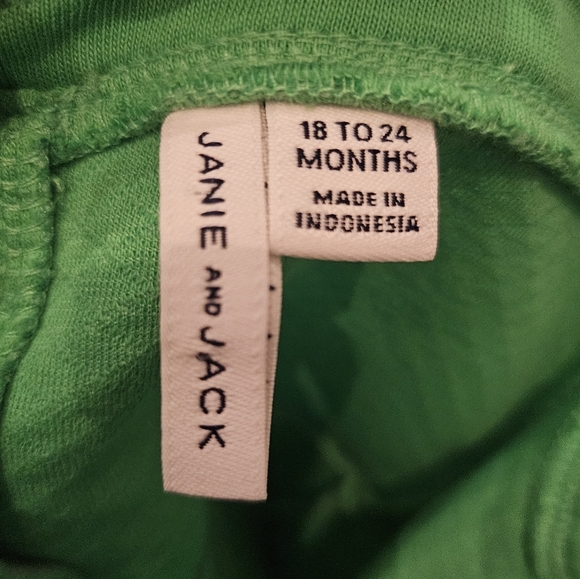 JANIE AND JACK
18 TO 24
MONTHS
MADE IN
INDONESIA